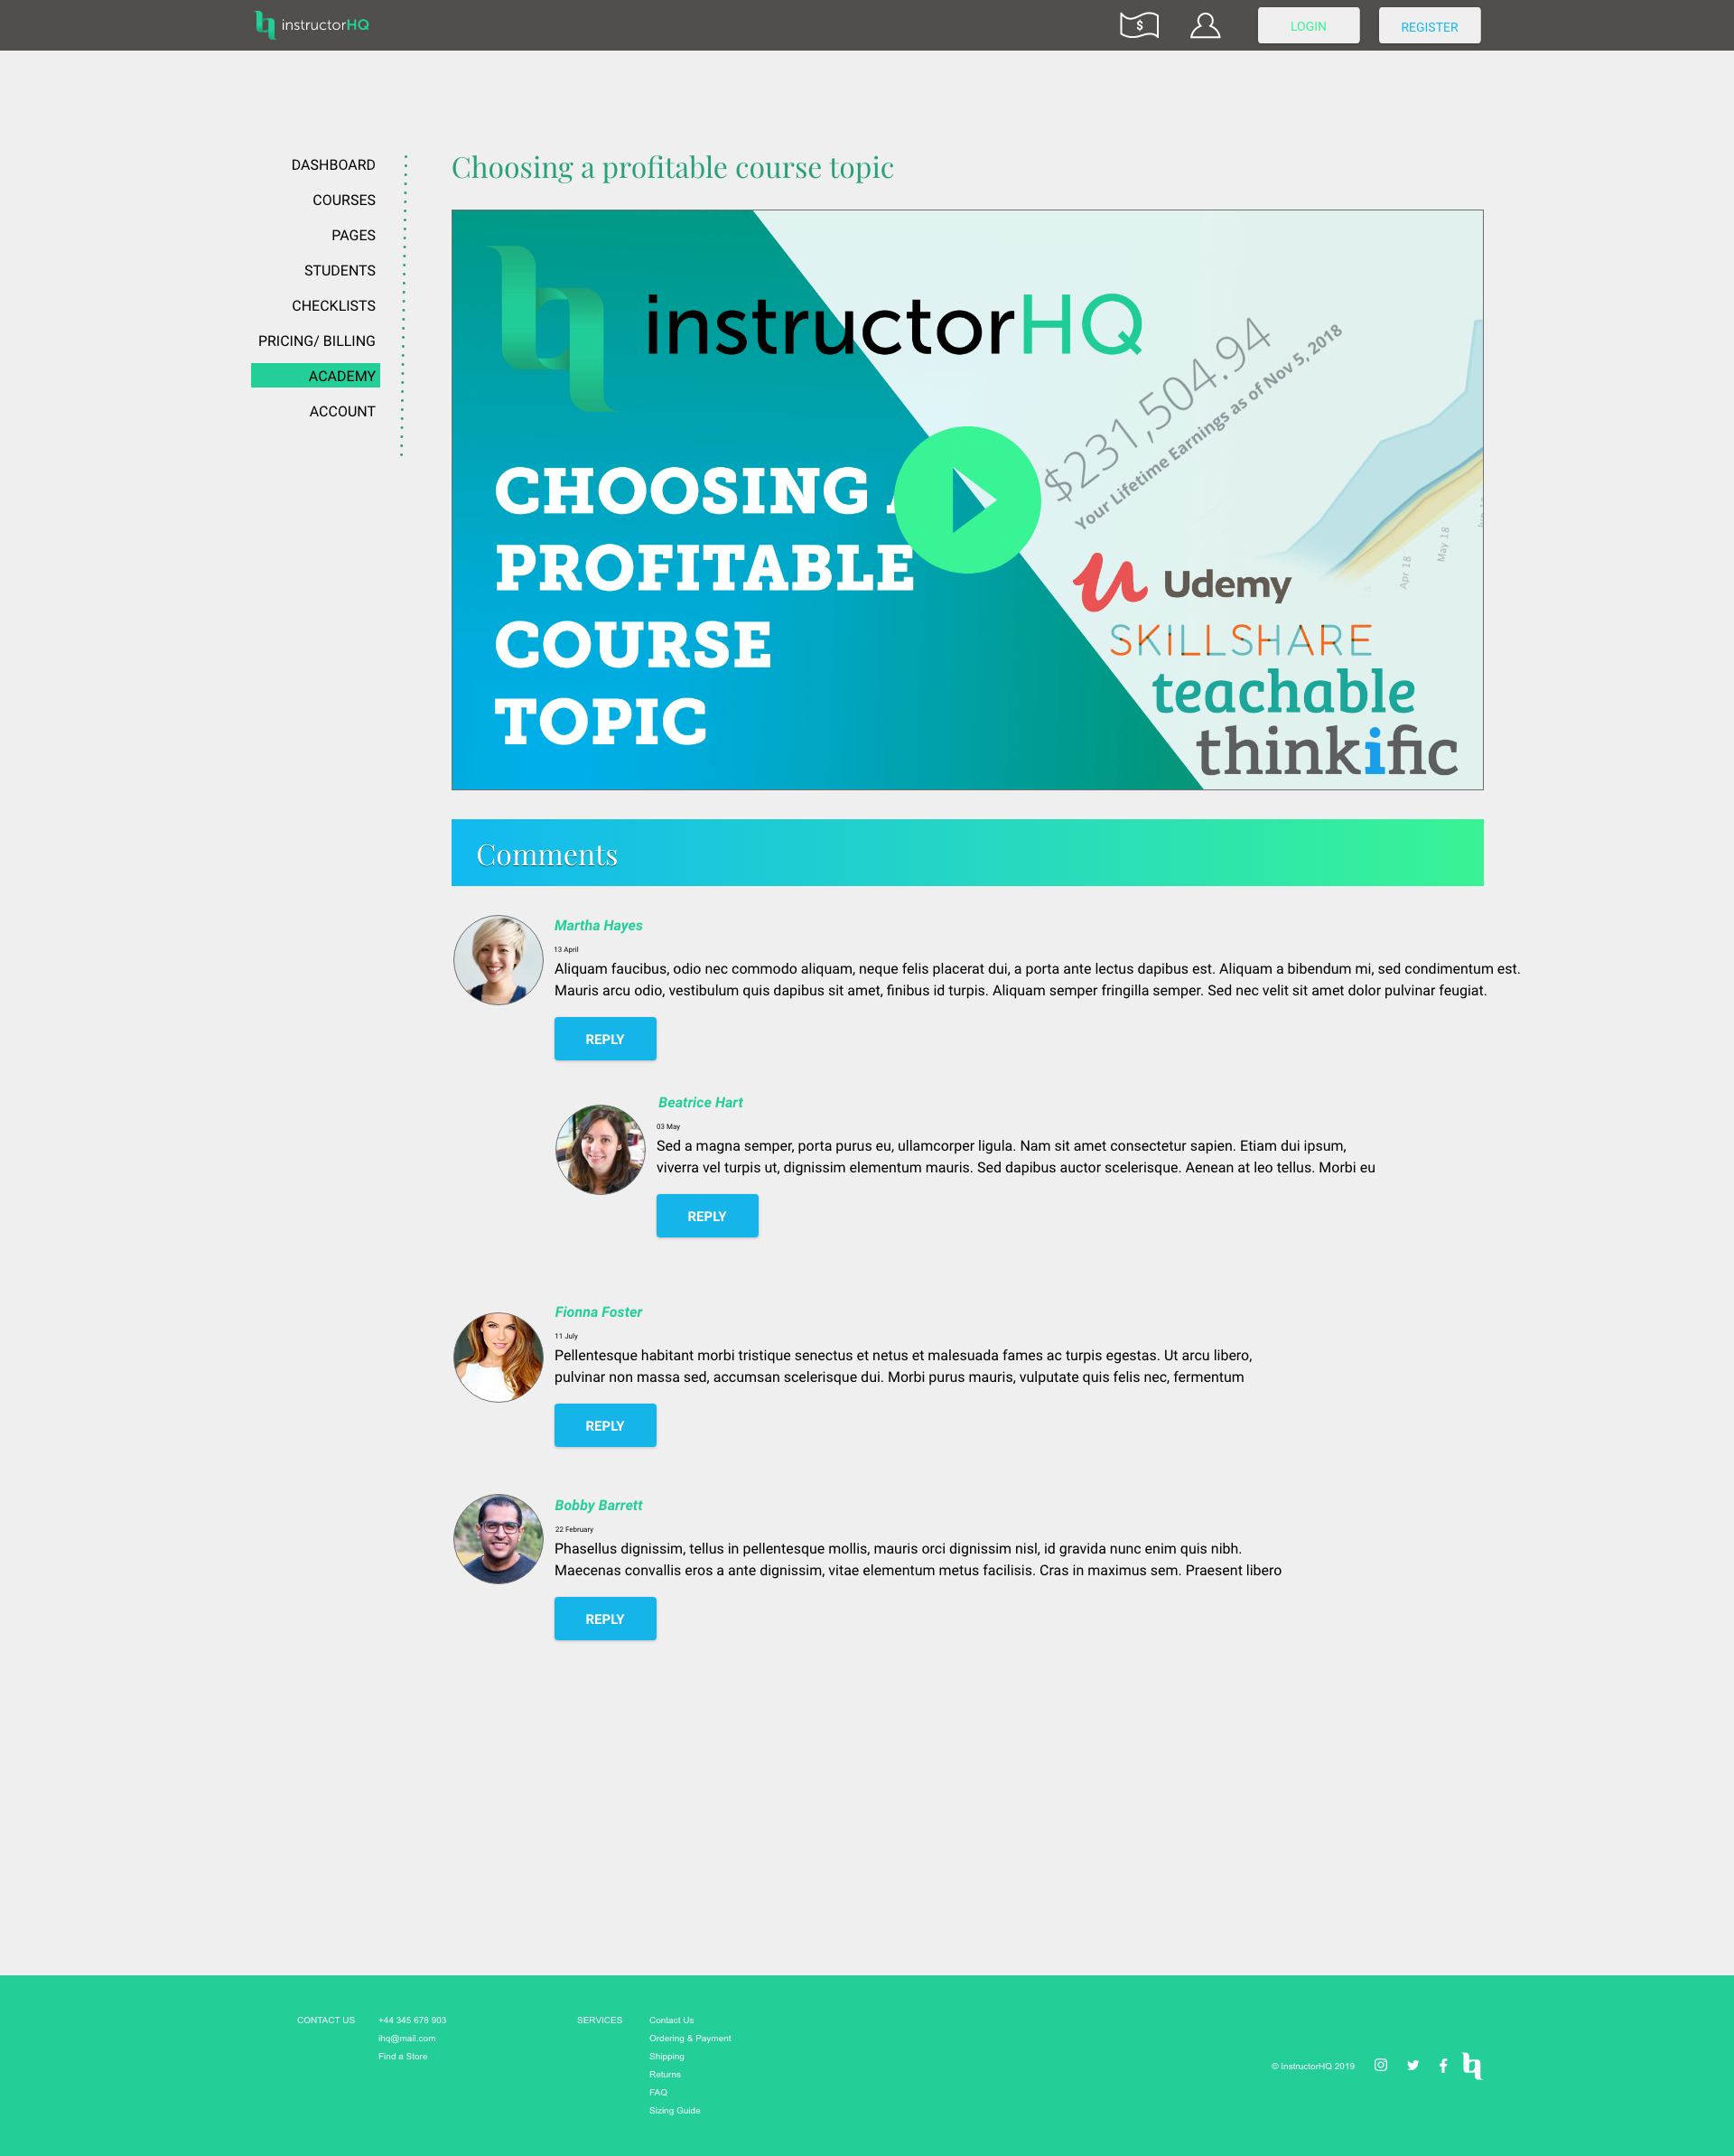 instructorHQ
$
LOGIN
REGISTER
DASHBOARD
COURSES
PAGES
STUDENTS
CHECKLISTS
PRICING/ BILLING
ACADEMY
ACCOUNT
Choosing a profitable course topic
instructorHQ
$231,504.94
Your Lifetime Earnings as of Nov 5, 2018
CHOOSING
PROFITABLE
COURSE
TOPIC
Apr 18
May 18
Udemy
SKILLSHARE
teachable
thinkific
Comments
Martha Hayes
13 April
Aliquam faucibus, odio nec commodo aliquam, neque felis placerat dui, a porta ante lectus dapibus est. Aliquam a bibendum mi, sed condimentum est.
Mauris arcu odio, vestibulum quis dapibus sit amet, finibus id turpis. Aliquam semper fringilla semper. Sed nec velit sit amet dolor pulvinar feugiat.
REPLY
Beatrice Hart
03 May
Sed a magna semper, porta purus eu, ullamcorper ligula. Nam sit amet consectetur sapien. Etiam dui ipsum,
viverra vel turpis ut, dignissim elementum mauris. Sed dapibus auctor scelerisque. Aenean at leo tellus. Morbi eu
REPLY
Fionna Foster
11 July
Pellentesque habitant morbi tristique senectus et netus et malesuada fames ac turpis egestas. Ut arcu libero,
pulvinar non massa sed, accumsan scelerisque dui. Morbi purus mauris, vulputate quis felis nec, fermentum
REPLY
Bobby Barrett
22 February
Phasellus dignissim, tellus in pellentesque mollis, mauris orci dignissim nisl, id gravida nunc enim quis nibh.
Maecenas convallis eros a ante dignissim, vitae elementum metus facilisis. Cras in maximus sem. Praesent libero
REPLY
CONTACT US
+44 345 678 903
ihq@mail.com
Find a Store
SERVICES
Contact Us
Ordering & Payment
Shipping
Returns
FAQ
Sizing Guide
© InstructorHQ 2019